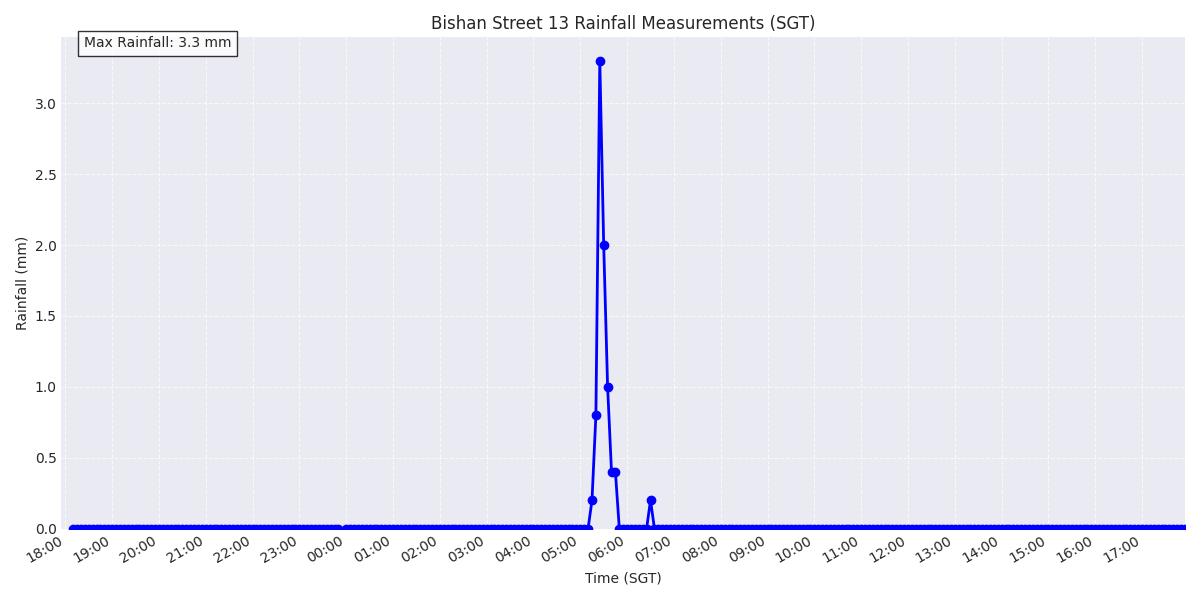 Bishan Street 13 Rainfall Measurements (SGT)
Max Rainfall: 3.3 mm
Rainfall (mm)
3.0
2.5
2.0
1.5
1.0
0.5
0.0
18:00 19:00 20:00 21:00 22:00 23:00 00:00 01:00 02:00 03:00 04:00 05:00 06:00 07:00 08:00 09:00 10:00 11:00 12:00 13:00 14:00 15:00 16:00 17:00
Time (SGT)